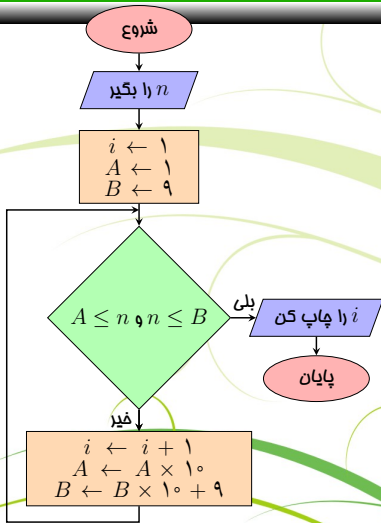 شروع
n را بگیر
i ← ۱
A ← ۱
B ← ۹
A ≤ n و n ≤ B
بلی
i را چاپ کن
پایان
خیر
i ← i + ۱
A ← A × ۱۰
B ← B × ۱۰ + ۹